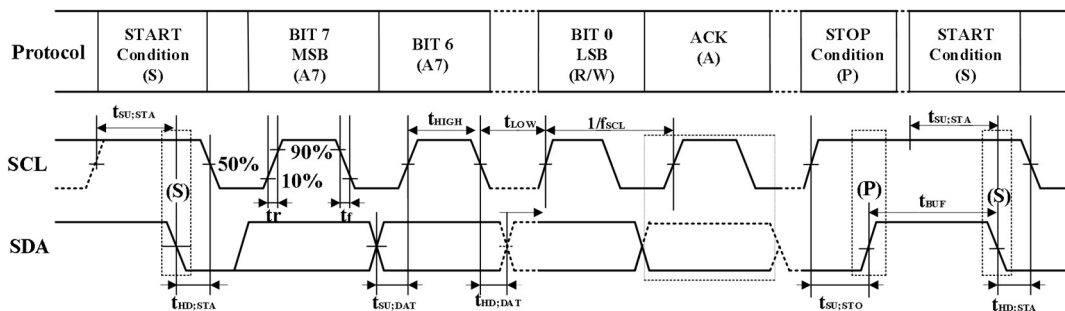 Protocol
START
Condition
(S)
BIT 7
MSB
(A7)
BIT 6
(A7)
BIT 0
LSB
(R/W)
ACK
(A)
STOP
Condition
(P)
START
Condition
(S)
tSU;STA
tHIGH
tLOW
1/fSCL
tSU;STA
SCL
50%
90%
10%
(S)
(P)
(S)
tr
tf
tBUF
SDA
tHD;STA
tSU;DAT
tHD;DAT
tSU;STO
tHD;STA